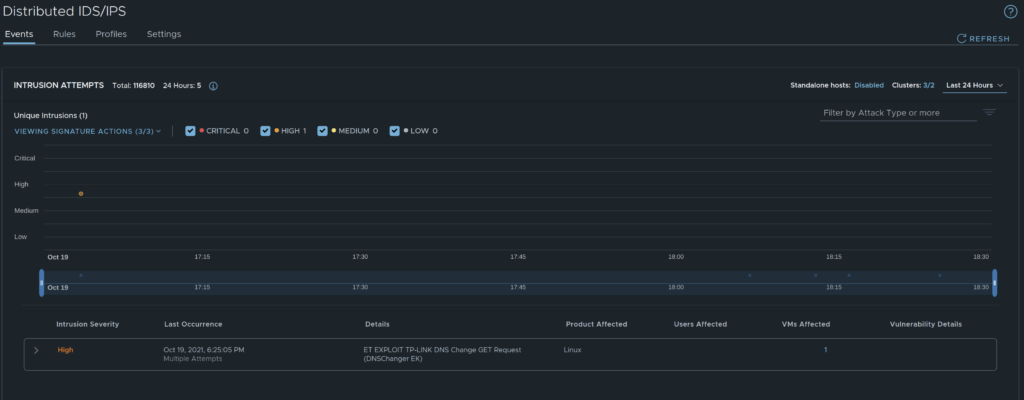 Distributed IDS/IPS
Events Rules Profiles Settings
REFRESH
INTRUSION ATTEMPTS Total: 116810 24 Hours: 5
Standalone hosts: Disabled Clusters: 3/2 Last 24 Hours
Unique Intrusions (1)
Filter by Attack Type or more
VIEWING SIGNATURE ACTIONS (3/3) CRITICAL 0 HIGH 1 MEDIUM 0 LOW 0
Critical
High
Medium
Low
Oct 19 17:15 17:30 17:45 18:00 18:15 18:30
Oct 19 17:15 17:30 17:45 18:00 18:15 18:30
Intrusion Severity Last Occurrence Details Product Affected Users Affected VMs Affected Vulnerability Details
High Oct 19, 2021, 6:25:05 PM ET EXPLOIT TP-LINK DNS Change GET Request Linux 1
Multiple Attempts (DNSChanger EK)